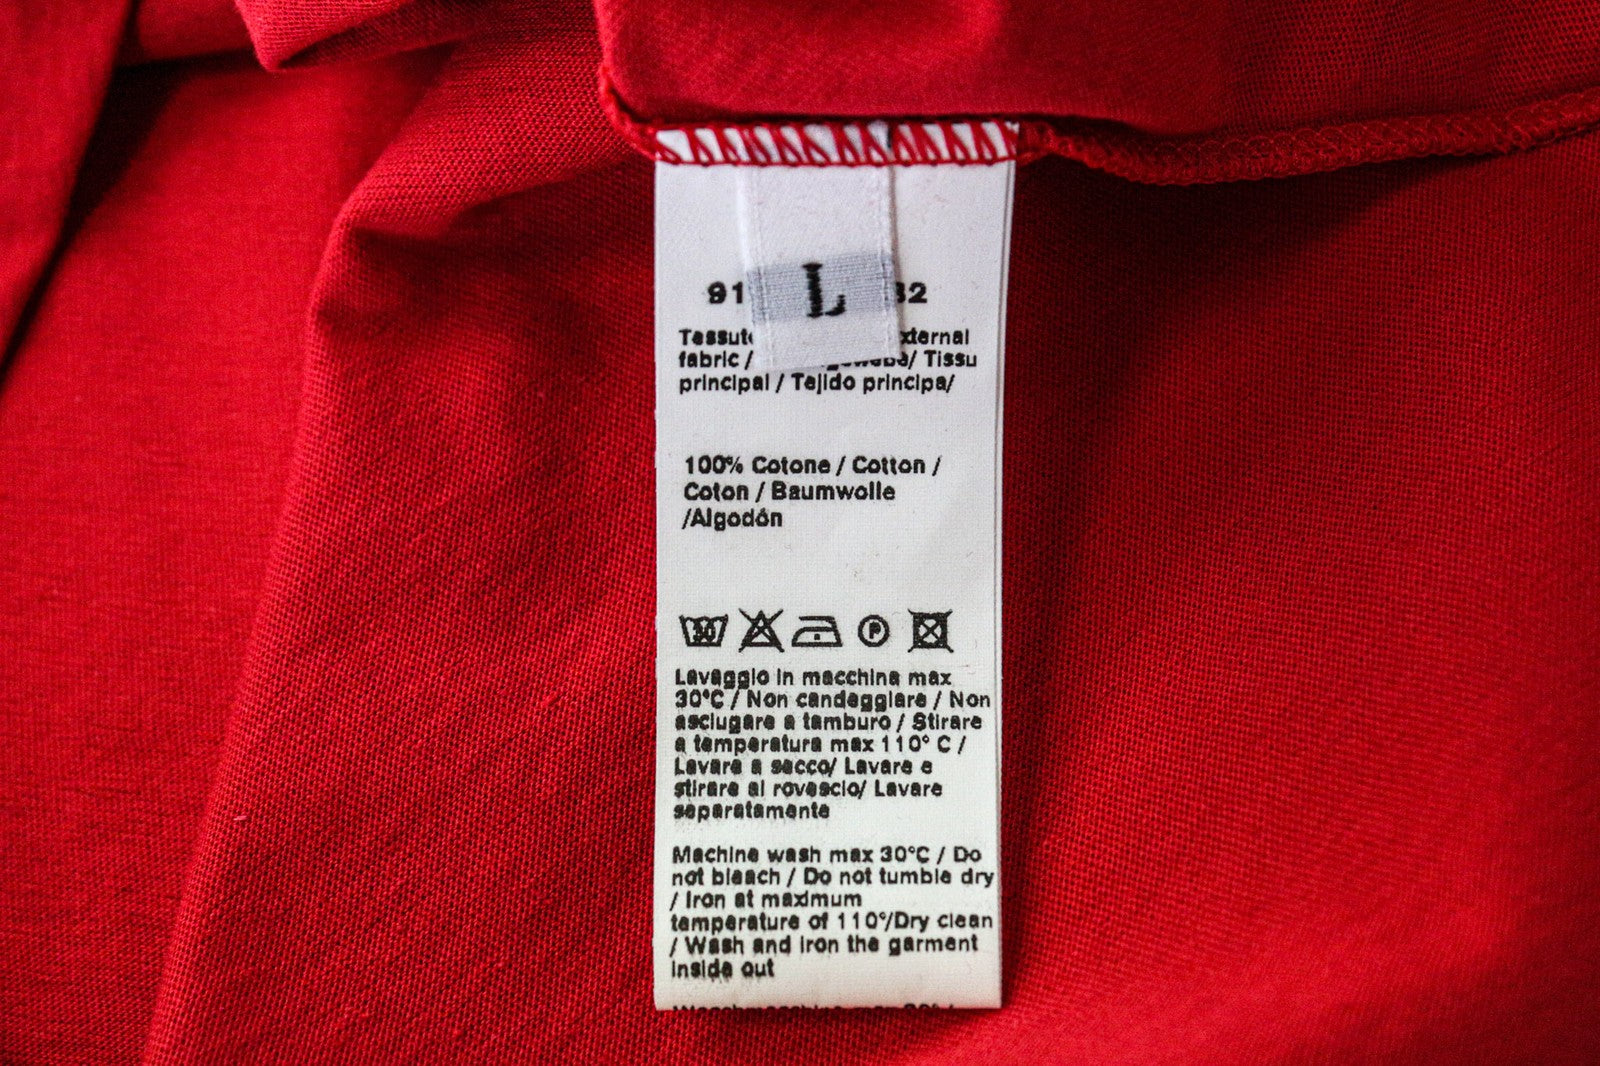 L
91 32
fabric / Tissu
principal / Tejido principa/
100% Cotone / Cotton /
Coton / Baumwolle
/Algodón
30 P
Lavaggio in macchina max
30°C / Non candeggiare / Non
asciugare a tamburo / Stirare
a temperatura max 110° C /
Lavare a secco/ Lavare e
stirare al rovescio/ Lavare
separatamente
Machine wash max 30°C / Do
not bleach / Do not tumble dry
/ Iron at maximum
temperature of 110°/Dry clean
/ Wash and iron the garment
inside out